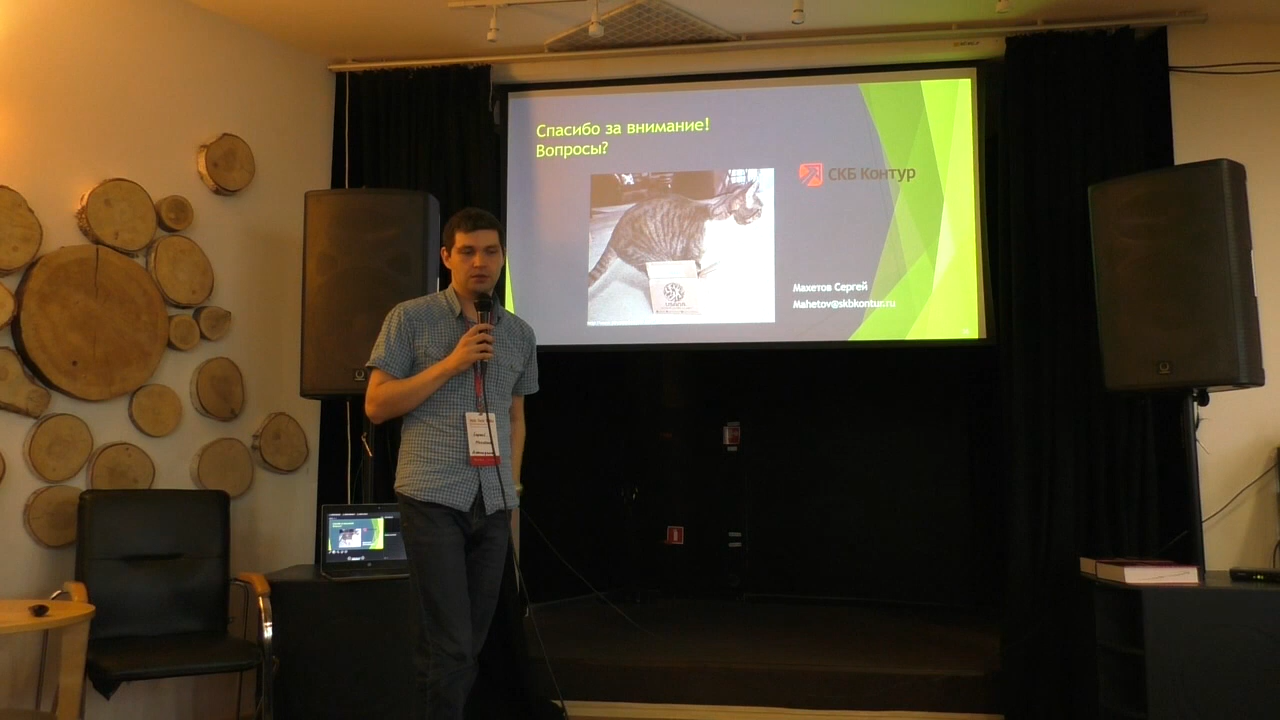 Спасибо за внимание!
Вопросы?
СКБ Контур
Махетов Сергей
Mahetov@skbkontur.ru